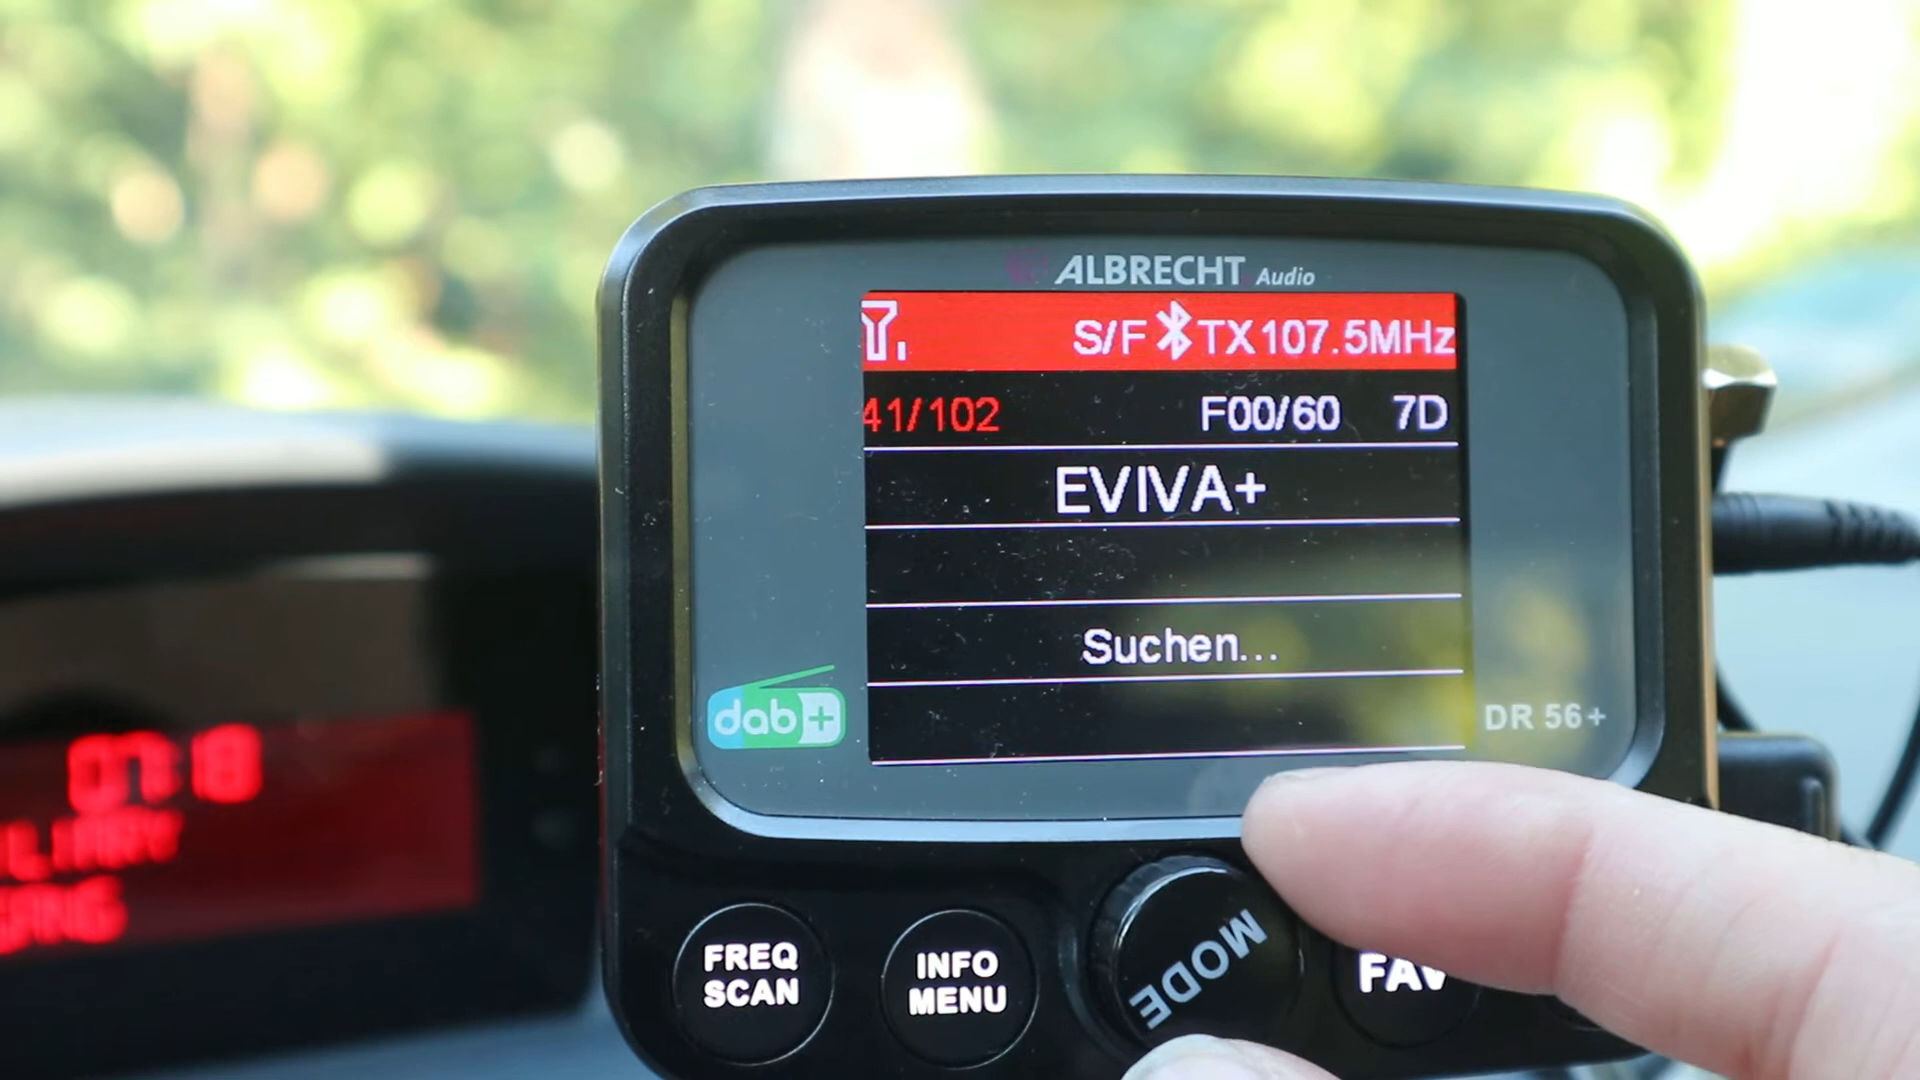 ALBRECHT Audio
S/F TX107.5MHz
41/102 F00/60 7D
EVIVA+
Suchen...
dab+
DR 56+
FREQ SCAN
INFO MENU
MODE
FAV